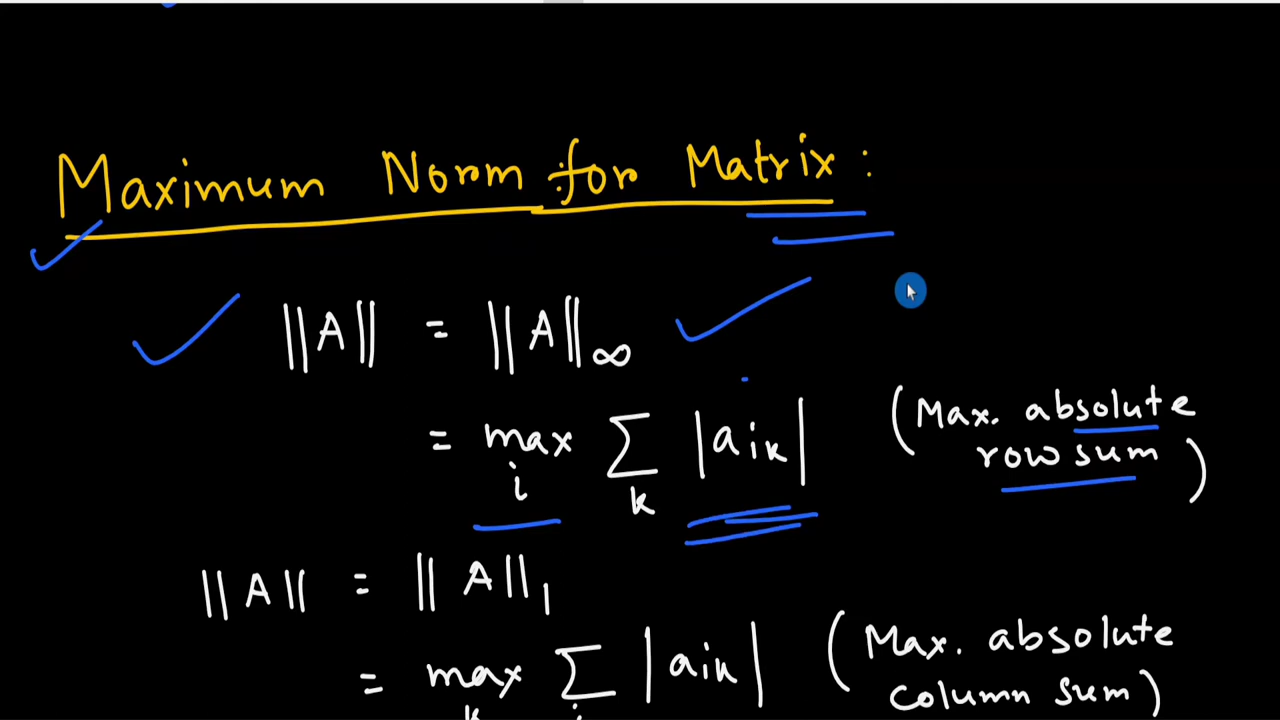 Maximum Norm for Matrix :
||A|| = ||A||∞
= max Σ |aik| (Max. absolute
i k row sum)
||A|| = || A||1
= max Σ |aik| (Max. absolute
k i column sum)